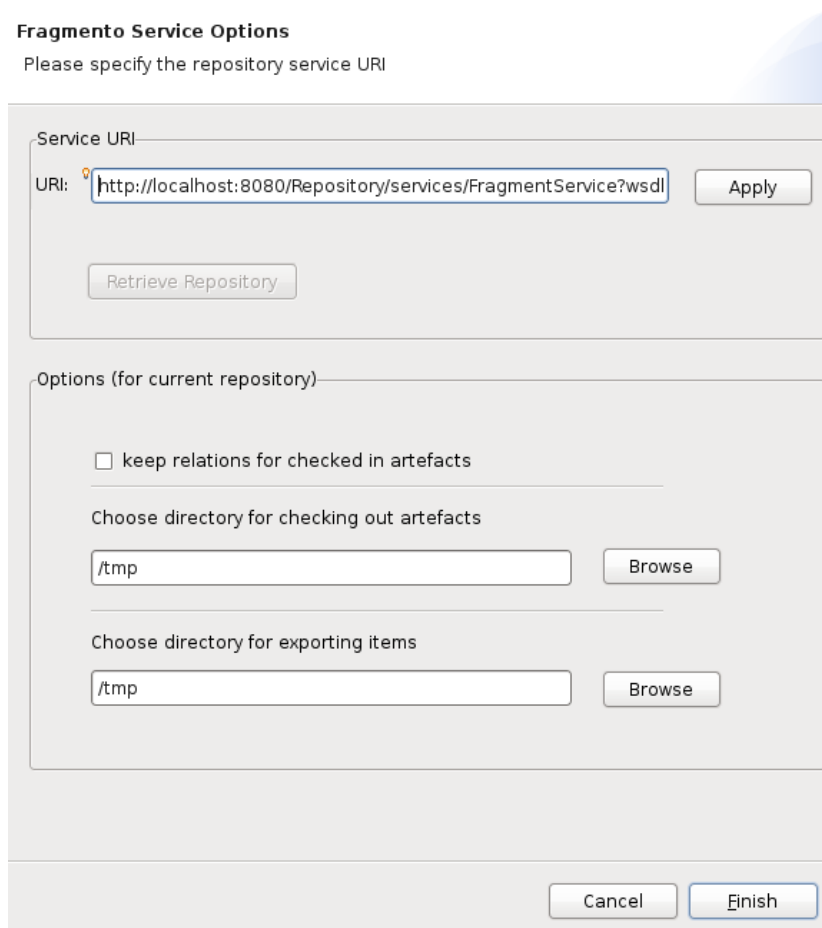 Fragmento Service Options
Please specify the repository service URI
Service URI
URI: http://localhost:8080/Repository/services/FragmentService?wsdl Apply
Retrieve Repository
Options (for current repository)
keep relations for checked in artefacts
Choose directory for checking out artefacts
/tmp Browse
Choose directory for exporting items
/tmp Browse
Cancel Finish